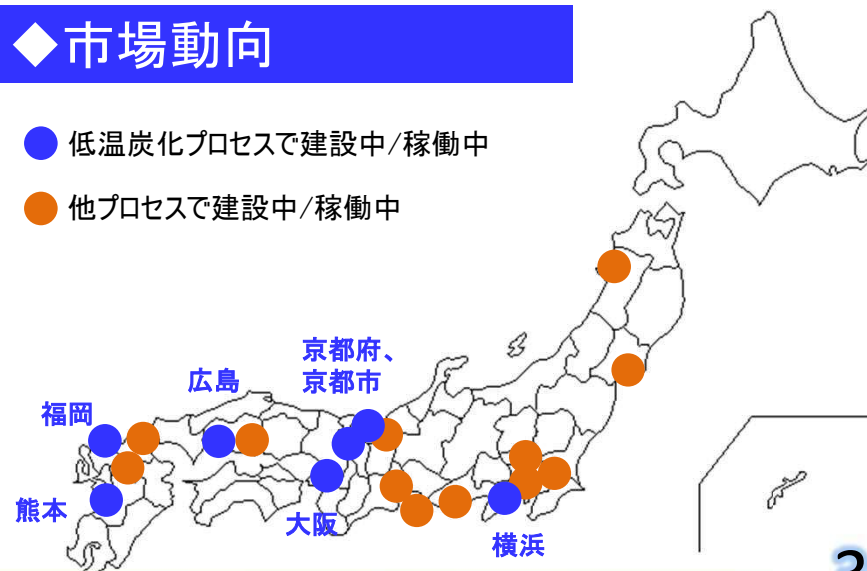 ◆市場動向
低温炭化プロセスで建設中/稼働中
他プロセスで建設中/稼働中
京都府、
京都市
広島
福岡
熊本
大阪
横浜